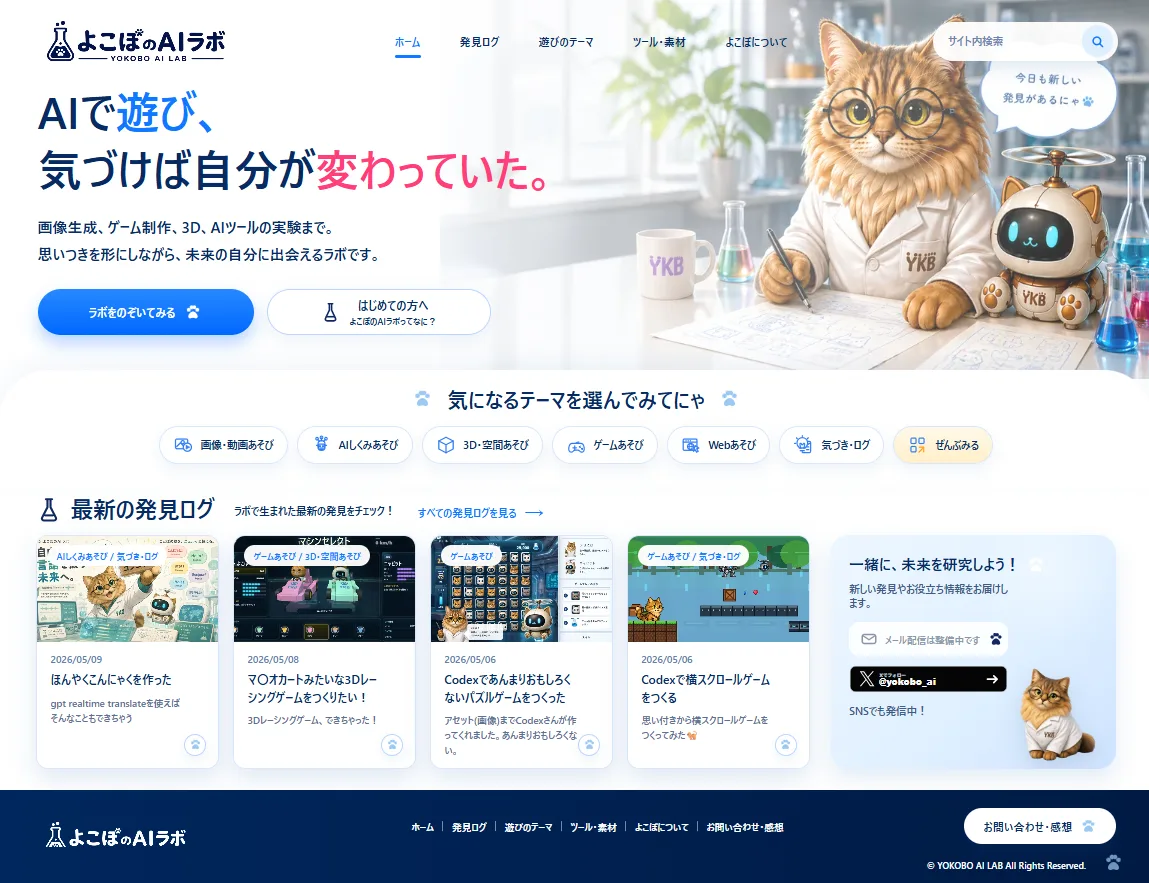 よこぼのAIラボ
YOKOBO AI LAB
ホーム
発見ログ
遊びのテーマ
ツール・素材
よこぼについて
サイト内検索
今日も新しい
発見があるにゃ
AIで遊び、
気づけば自分が変わっていた。
画像生成、ゲーム制作、3D、AIツールの実験まで。
思いつきを形にしながら、未来の自分に出会えるラボです。
ラボをのぞいてみる
はじめての方へ
よこぼのAIラボってなに？
YKB
YKB
YKB
気になるテーマを選んでみてにゃ
画像・動画あそび
AIしくみあそび
3D・空間あそび
ゲームあそび
Webあそび
気づき・ログ
ぜんぶみる
最新の発見ログ
ラボで生まれた最新の発見をチェック！
すべての発見ログを見る
AIしくみあそび / 気づき・ログ
未来へ。
2026/05/09
ほんやくこんにゃくを作った
gpt realtime translateを使えば
そんなこともできちゃう
マシンセレクト
ゲームあそび / 3D・空間あそび
2026/05/08
マ〇オカートみたいな3Dレー
シングゲームをつくりたい！
3Dレーシングゲーム、できちゃった！
ゲームあそび
2026/05/06
Codexであんまりおもしろく
ないパズルゲームをつくった
アセット(画像)までCodexさんが作
ってくれました。あんまりおもしろくな
い。
ゲームあそび / 気づき・ログ
2026/05/06
Codexで横スクロールゲーム
をつくる
思い付きから横スクロールゲームを
つくってみた
一緒に、未来を研究しよう！
新しい発見やお役立ち情報をお届けし
ます。
メール配信は整備中です
Xでフォロー
@yokobo_ai
SNSでも発信中！
YKB
よこぼのAIラボ
ホーム
発見ログ
遊びのテーマ
ツール・素材
よこぼについて
お問い合わせ・感想
お問い合わせ・感想
© YOKOBO AI LAB All Rights Reserved.